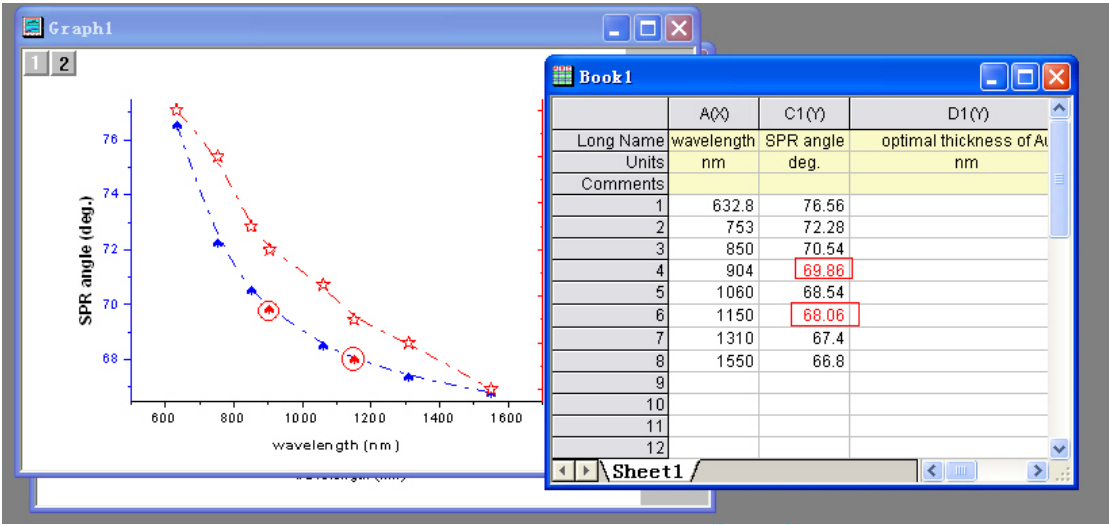 Graph1
1 2
76
74
72
70
68
SPR angle (deg.)
600 800 1000 1200 1400 1600
wavelength (nm)
Book1
A(X) C1(Y) D1(Y)
Long Name wavelength SPR angle optimal thickness of Au
Units nm deg. nm
Comments
1 632.8 76.56
2 753 72.28
3 850 70.54
4 904 69.86
5 1060 68.54
6 1150 68.06
7 1310 67.4
8 1550 66.8
9
10
11
12
Sheet1